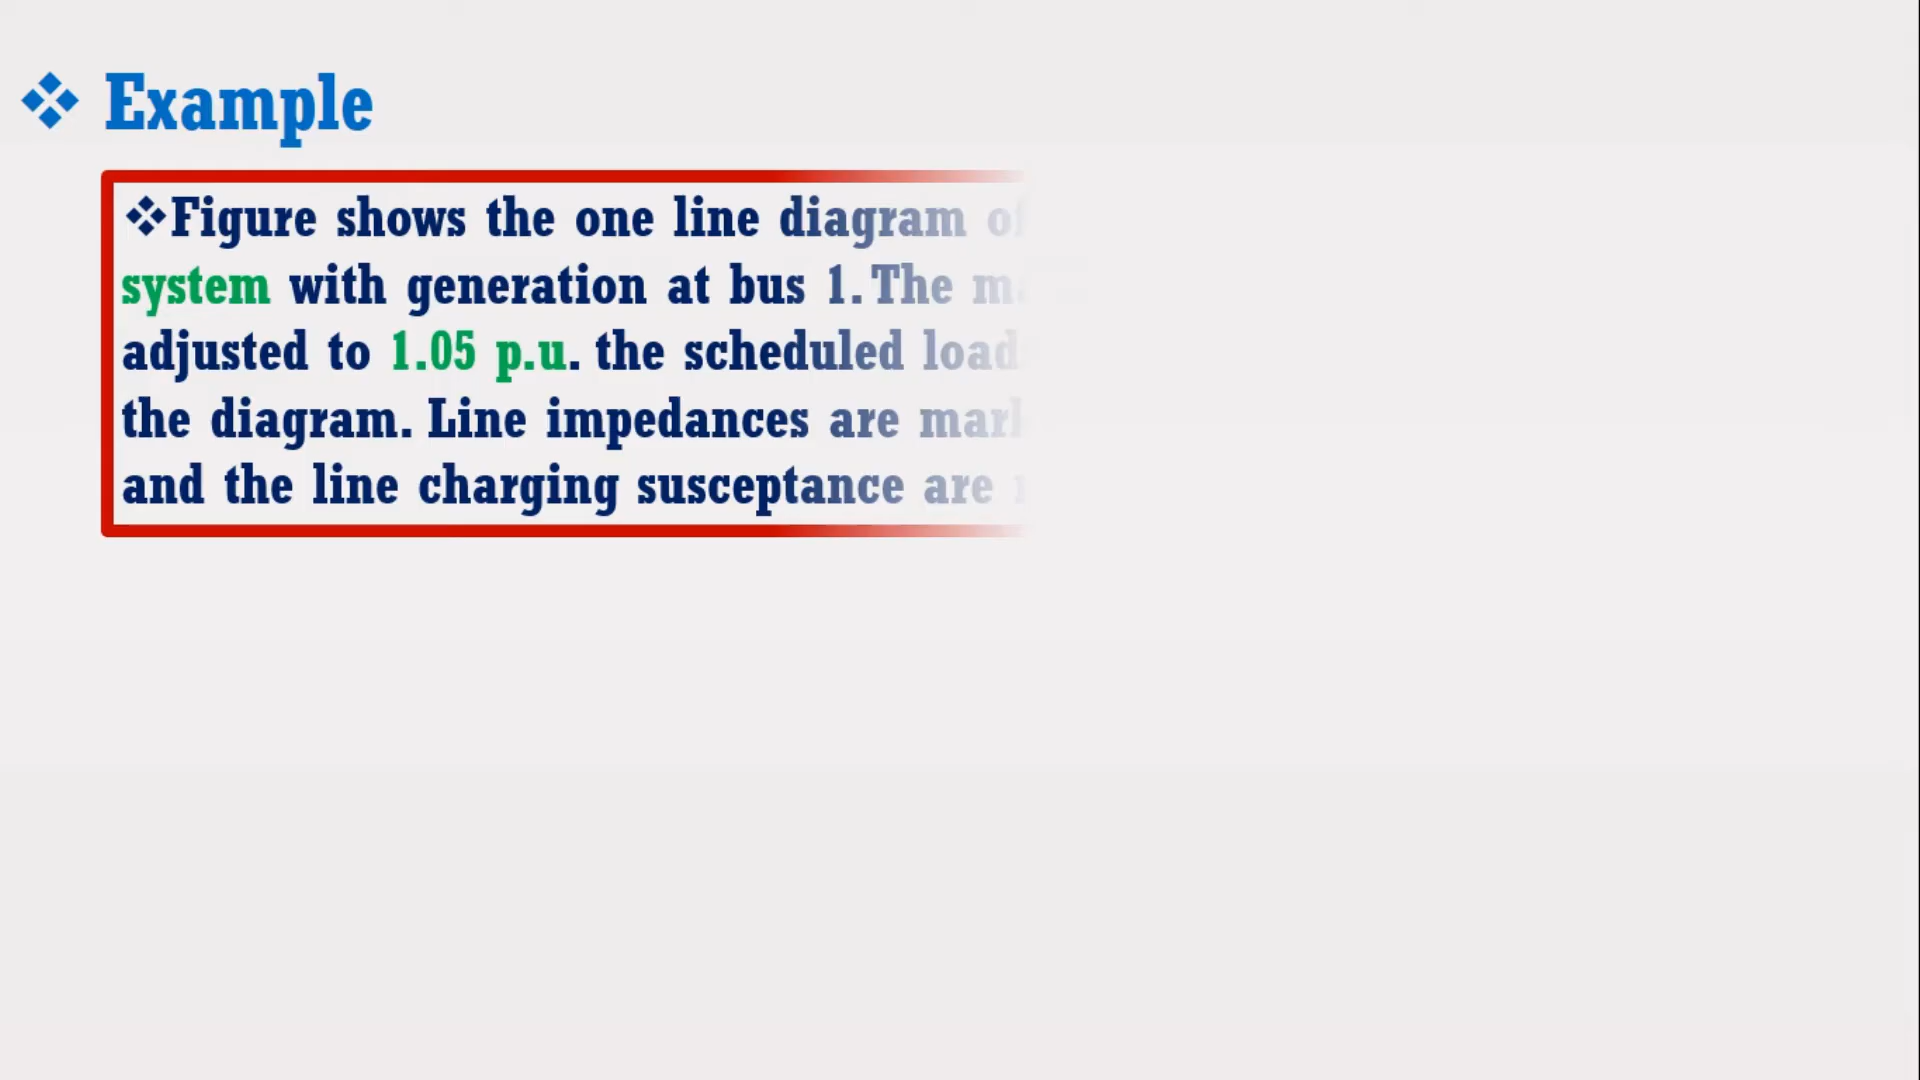 ❖ Example
❖Figure shows the one line diagram
system with generation at bus 1. The
adjusted to 1.05 p.u. the scheduled load
the diagram. Line impedances are
and the line charging susceptance are